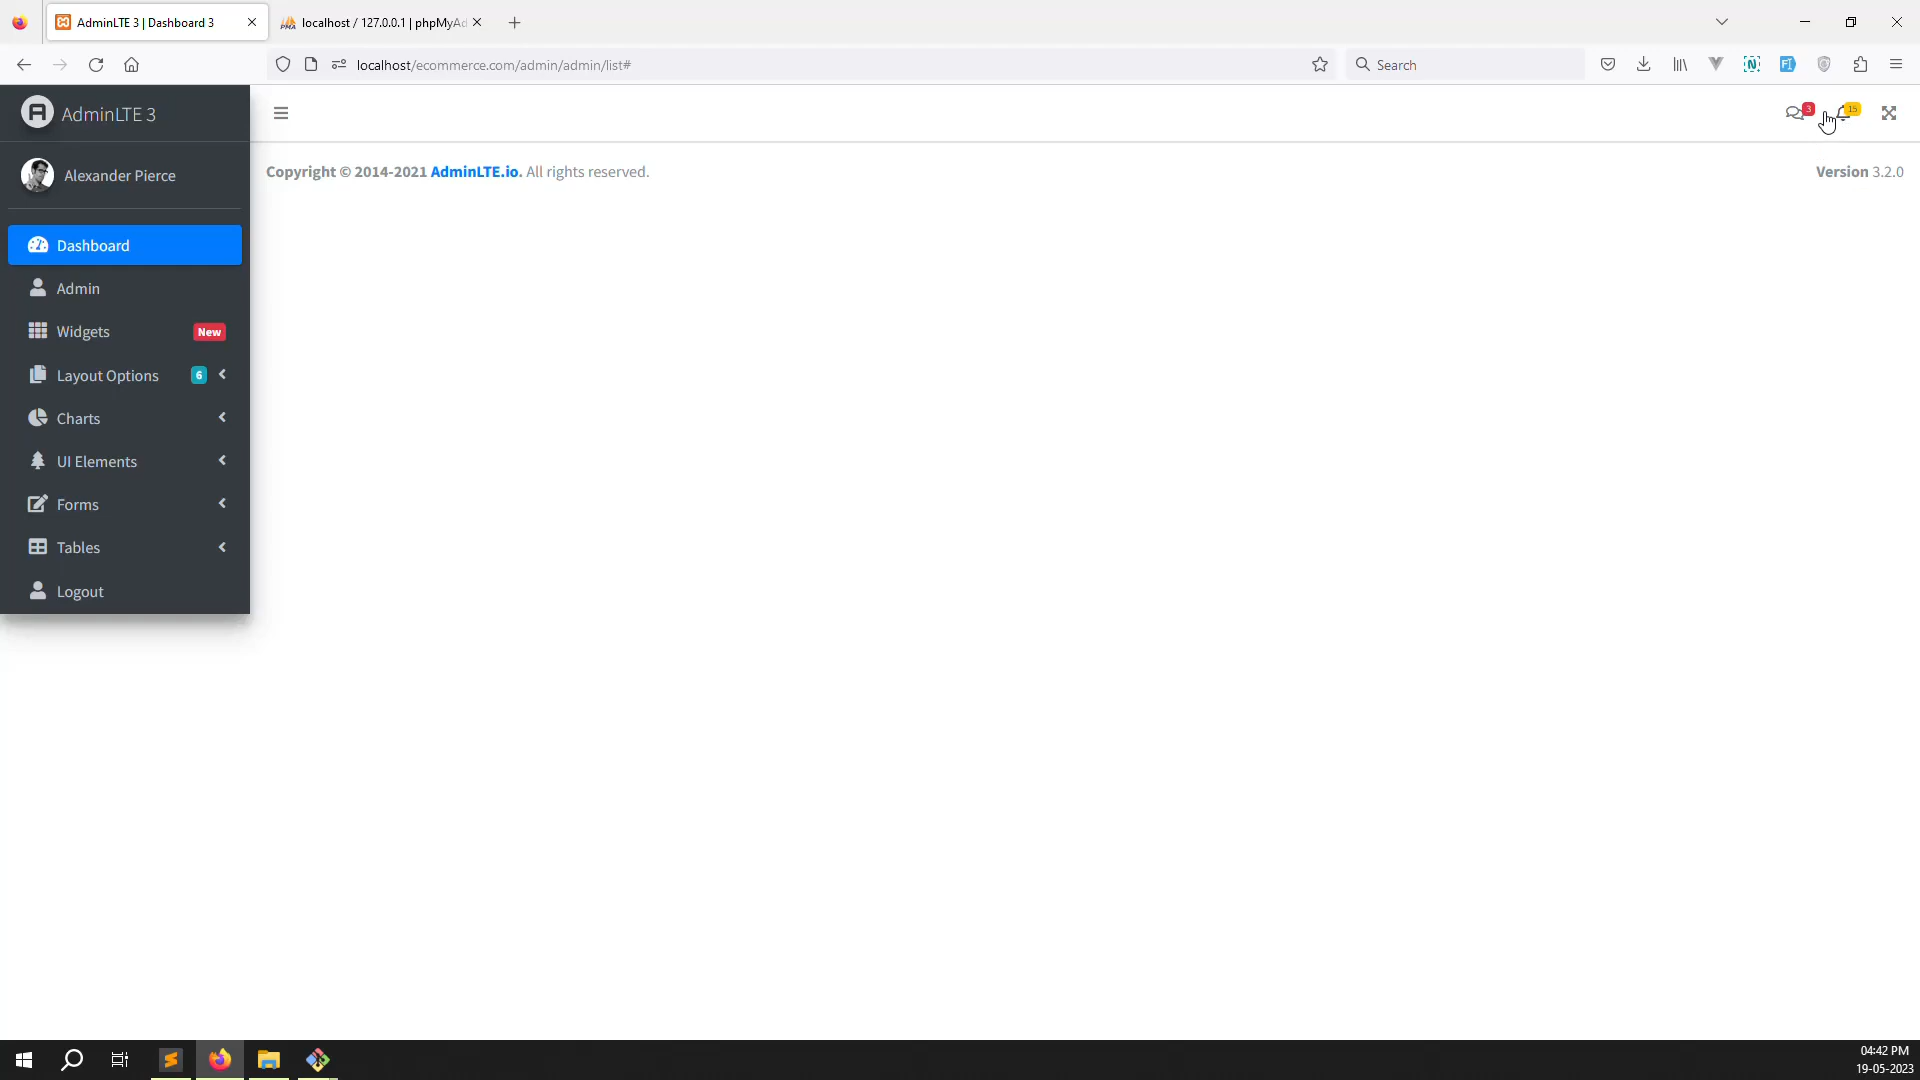 AdminLTE 3 | Dashboard 3
localhost / 127.0.0.1 | phpMyAd
localhost/ecommerce.com/admin/admin/list#
Search
AdminLTE 3
3
15
Alexander Pierce
Copyright © 2014-2021 AdminLTE.io. All rights reserved.
Version 3.2.0
Dashboard
Admin
Widgets New
Layout Options 6
Charts
UI Elements
Forms
Tables
Logout
04:42 PM
19-05-2023